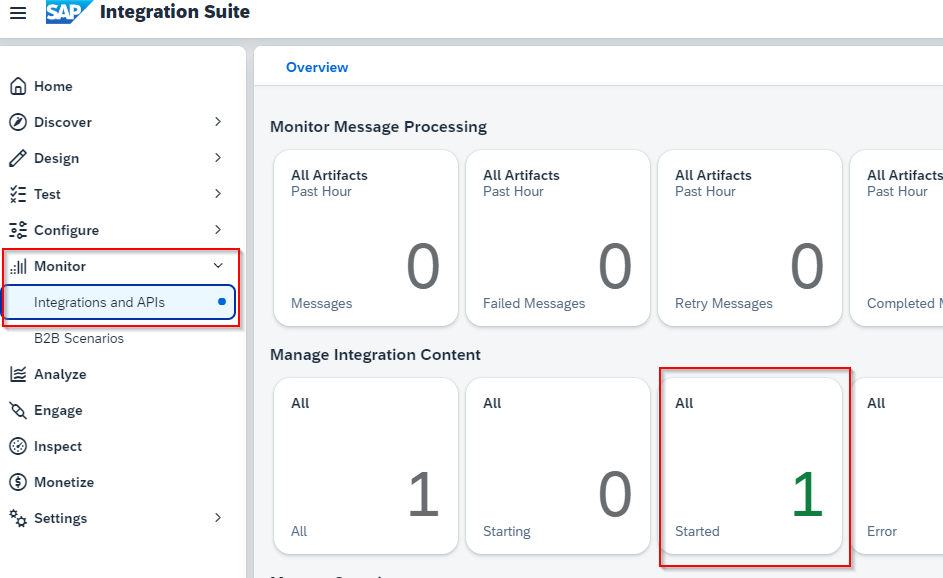 SAP Integration Suite
Home
Discover
Design
Test
Configure
Monitor
Integrations and APIs
B2B Scenarios
Analyze
Engage
Inspect
Monetize
Settings
Overview
Monitor Message Processing
All Artifacts
Past Hour
0
Messages
All Artifacts
Past Hour
0
Failed Messages
All Artifacts
Past Hour
0
Retry Messages
All Artifacts
Past Hour
Completed
Manage Integration Content
All
1
All
All
0
Starting
All
1
Started
All
Error